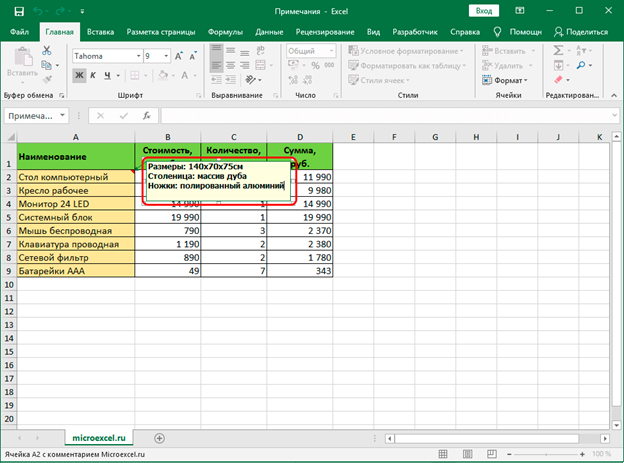 Примечания - Excel
Вход
Файл Главная Вставка Разметка страницы Формулы Данные Рецензирование Вид Разработчик Справка Помощн Поделиться
Вставить
Буфер обмена
Tahoma 9
Ж К Ч
Шрифт
Выравнивание
Общий
Число
Условное форматирование
Форматировать как таблицу
Стили ячеек
Стили
Вставить
Удалить
Формат
Ячейки
Редактирован...
Примеча... fx
A B C D E F G H I J K
1 Наименование Стоимость, Количество, Сумма, руб.
Размеры: 140x70x75см
Столеница: массив дуба
Ножки: полированный алюминий
2 Стол компьютерный 11 990
3 Кресло рабочее 9 980
4 Монитор 24 LED 14 990 1 14 990
5 Системный блок 19 990 1 19 990
6 Мышь беспроводная 790 3 2 370
7 Клавиатура проводная 1 190 2 2 380
8 Сетевой фильтр 890 2 1 780
9 Батарейки ААА 49 7 343
10
11
12
13
14
15
16
17
18
19
20
microexcel.ru
Ячейка A2 с комментарием Microexcel.ru
100 %